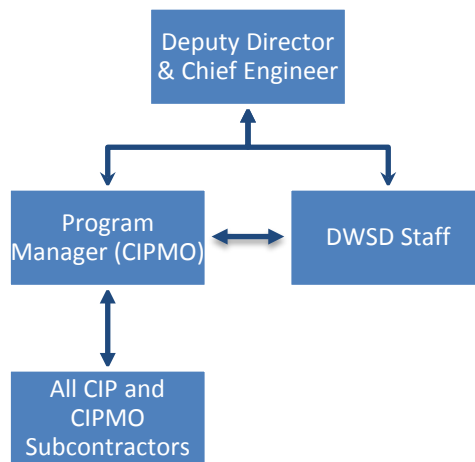 Deputy Director
& Chief Engineer
Program
Manager (CIPMO)
DWSD Staff
All CIP and
CIPMO
Subcontractors